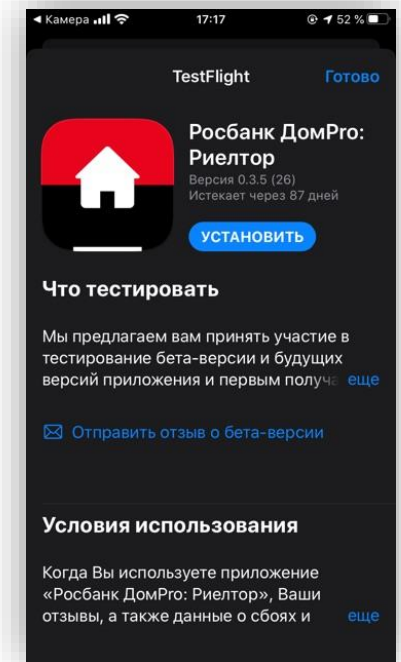 Камера 17:17 52 %
TestFlight Готово
Росбанк ДомPro:
Риелтор
Версия 0.3.5 (26)
Истекает через 87 дней
УСТАНОВИТЬ
Что тестировать
Мы предлагаем вам принять участие в
тестирование бета-версии и будущих
версий приложения и первым получа еще
Отправить отзыв о бета-версии
Условия использования
Когда Вы используете приложение
«Росбанк ДомPro: Риелтор», Ваши
отзывы, а также данные о сбоях и еще